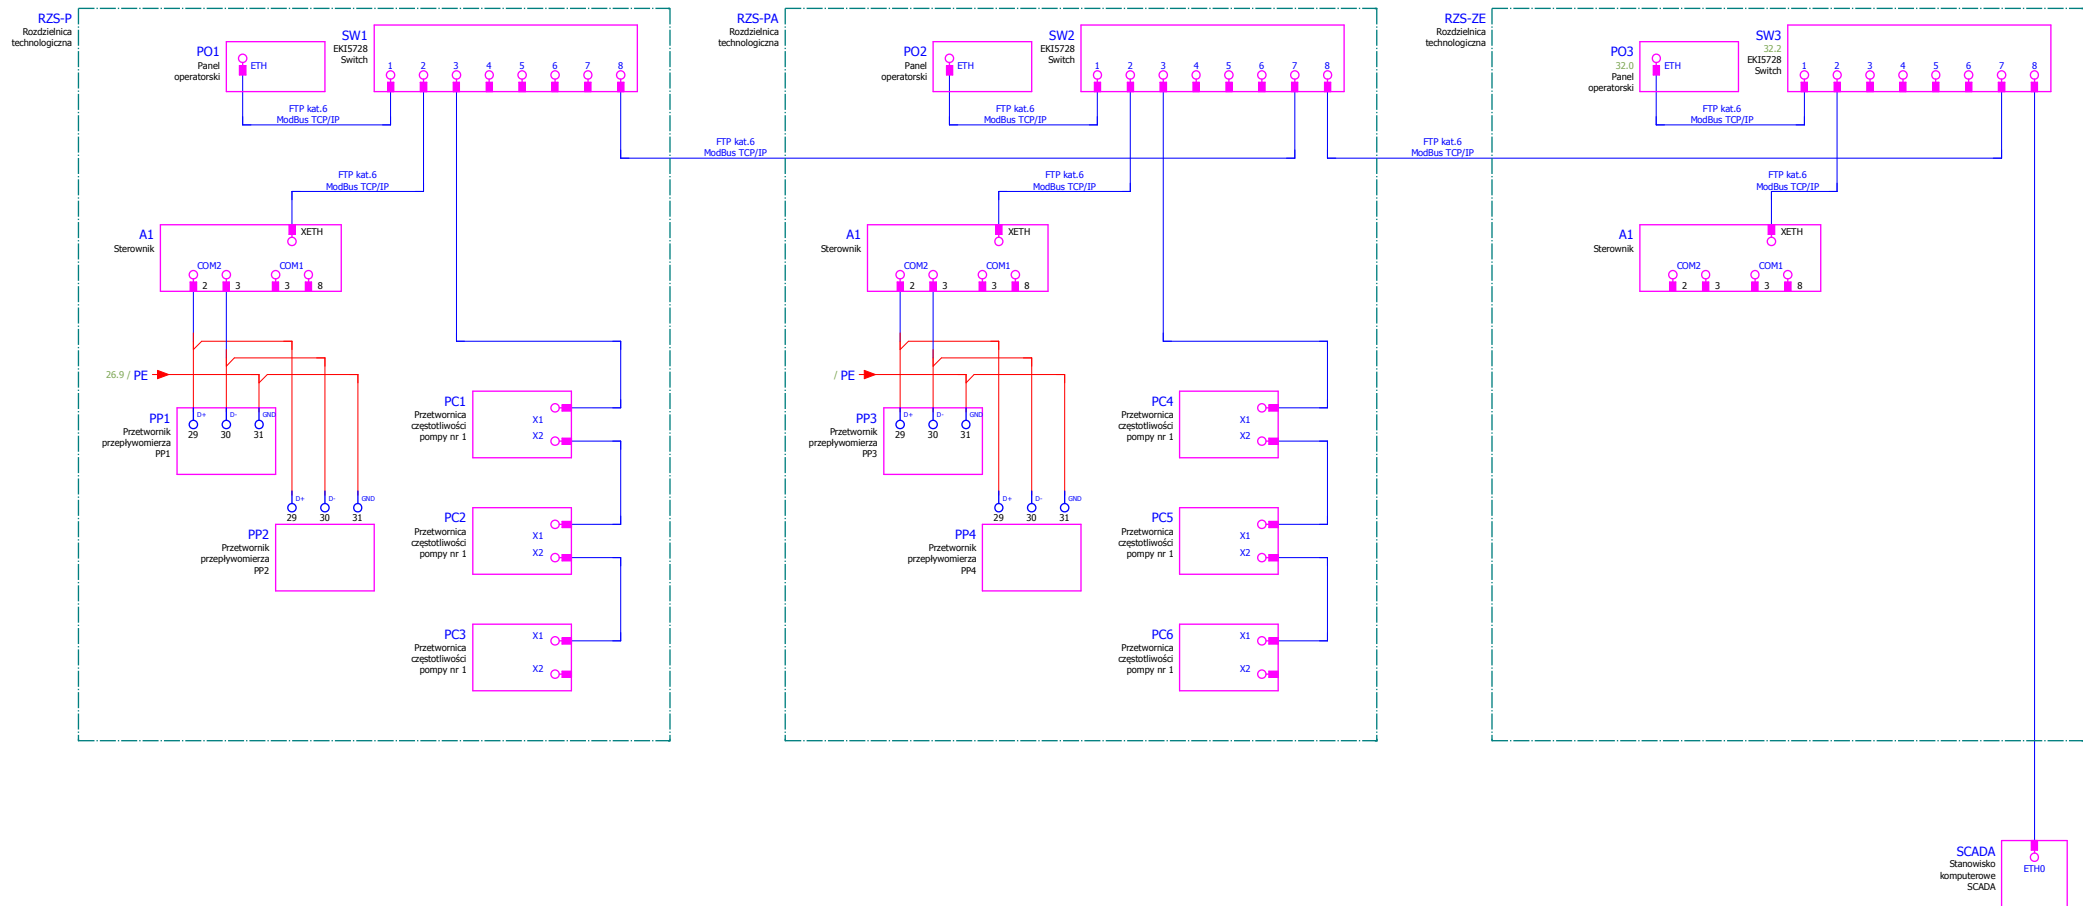 RZS-P
Rozdzielnica
technologiczna
PO1
Panel
operatorski
ETH
SW1
EKI5728
Switch
1 2 3 4 5 6 7 8
FTP kat.6
ModBus TCP/IP
FTP kat.6
ModBus TCP/IP
FTP kat.6
ModBus TCP/IP
A1
Sterownik
XETH
COM2 COM1
2 3 3 8
26.9 / PE
PP1
Przetwornik
przepływomierza
PP1
D+ D- GND
29 30 31
PP2
Przetwornik
przepływomierza
PP2
D+ D- GND
29 30 31
PC1
Przetwornica
częstotliwości
pompy nr 1
X1
X2
PC2
Przetwornica
częstotliwości
pompy nr 1
X1
X2
PC3
Przetwornica
częstotliwości
pompy nr 1
X1
X2
RZS-PA
Rozdzielnica
technologiczna
PO2
Panel
operatorski
ETH
SW2
EKI5728
Switch
1 2 3 4 5 6 7 8
FTP kat.6
ModBus TCP/IP
FTP kat.6
ModBus TCP/IP
FTP kat.6
ModBus TCP/IP
A1
Sterownik
XETH
COM2 COM1
2 3 3 8
/ PE
PP3
Przetwornik
przepływomierza
PP3
D+ D- GND
29 30 31
PP4
Przetwornik
przepływomierza
PP4
D+ D- GND
29 30 31
PC4
Przetwornica
częstotliwości
pompy nr 1
X1
X2
PC5
Przetwornica
częstotliwości
pompy nr 1
X1
X2
PC6
Przetwornica
częstotliwości
pompy nr 1
X1
X2
RZS-ZE
Rozdzielnica
technologiczna
PO3
32.0
Panel
operatorski
ETH
SW3
32.2
EKI5728
Switch
1 2 3 4 5 6 7 8
FTP kat.6
ModBus TCP/IP
FTP kat.6
ModBus TCP/IP
A1
Sterownik
XETH
COM2 COM1
2 3 3 8
SCADA
Stanowisko
komputerowe
SCADA
ETH0